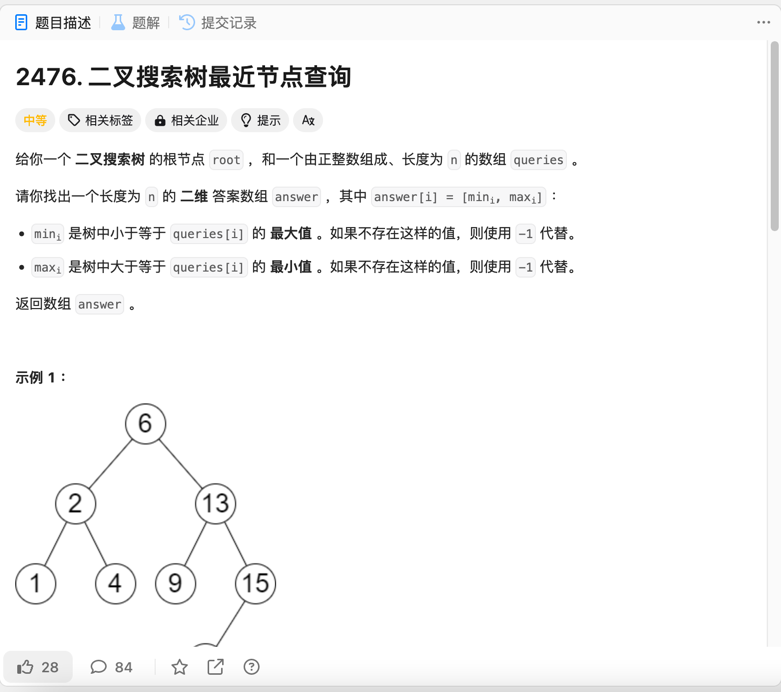 题目描述 题解 提交记录
2476. 二叉搜索树最近节点查询
中等 相关标签 相关企业 提示
给你一个 二叉搜索树 的根节点 root ，和一个由正整数组成、长度为 n 的数组 queries 。
请你找出一个长度为 n 的 二维 答案数组 answer ，其中 answer[i] = [mini, maxi] ：
• mini 是树中小于等于 queries[i] 的 最大值 。如果不存在这样的值，则使用 -1 代替。
• maxi 是树中大于等于 queries[i] 的 最小值 。如果不存在这样的值，则使用 -1 代替。
返回数组 answer 。
示例 1 ：
6
2 13
1 4 9 15
28 84